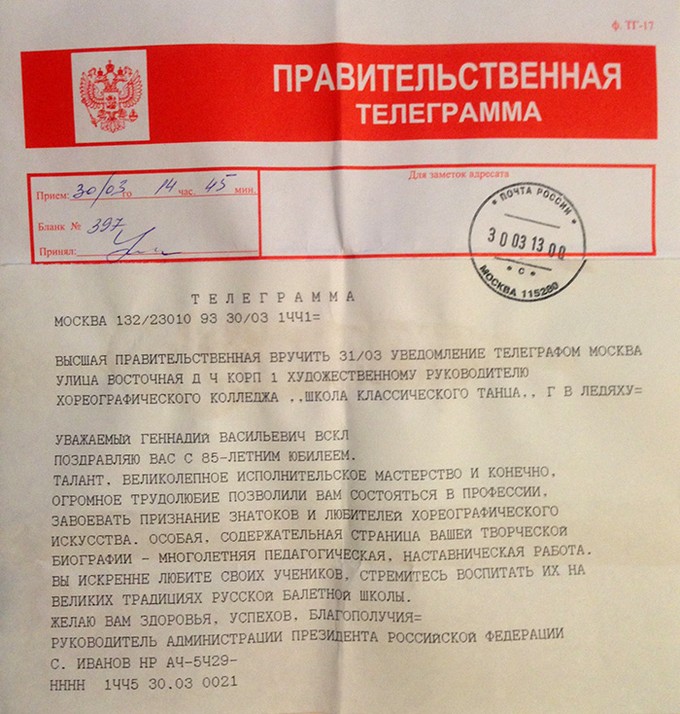 ф. ТГ-17
ПРАВИТЕЛЬСТВЕННАЯ
ТЕЛЕГРАММА
Прием: 30/03 го 14 час. 45 мин.
Бланк № 397
Принял:
Для заметок адресата
* ПОЧТА РОССИИ *
30 03 13 00
* С *
МОСКВА 115280
ТЕЛЕГРАММА
МОСКВА 132/23010 93 30/03 1ЧЧ1=
ВЫСШАЯ ПРАВИТЕЛЬСТВЕННАЯ ВРУЧИТЬ 31/03 УВЕДОМЛЕНИЕ ТЕЛЕГРАФОМ МОСКВА
УЛИЦА ВОСТОЧНАЯ Д Ч КОРП 1 ХУДОЖЕСТВЕННОМУ РУКОВОДИТЕЛЮ
ХОРЕОГРАФИЧЕСКОГО КОЛЛЕДЖА ,,ШКОЛА КЛАССИЧЕСКОГО ТАНЦА,, Г В ЛЕДЯХУ=
УВАЖАЕМЫЙ ГЕННАДИЙ ВАСИЛЬЕВИЧ ВСКЛ
ПОЗДРАВЛЯЮ ВАС С 85-ЛЕТНИМ ЮБИЛЕЕМ.
ТАЛАНТ, ВЕЛИКОЛЕПНОЕ ИСПОЛНИТЕЛЬСКОЕ МАСТЕРСТВО И КОНЕЧНО,
ОГРОМНОЕ ТРУДОЛЮБИЕ ПОЗВОЛИЛИ ВАМ СОСТОЯТЬСЯ В ПРОФЕССИИ,
ЗАВОЕВАТЬ ПРИЗНАНИЕ ЗНАТОКОВ И ЛЮБИТЕЛЕЙ ХОРЕОГРАФИЧЕСКОГО
ИСКУССТВА. ОСОБАЯ, СОДЕРЖАТЕЛЬНАЯ СТРАНИЦА ВАШЕЙ ТВОРЧЕСКОЙ
БИОГРАФИИ - МНОГОЛЕТНЯЯ ПЕДАГОГИЧЕСКАЯ, НАСТАВНИЧЕСКАЯ РАБОТА.
ВЫ ИСКРЕННЕ ЛЮБИТЕ СВОИХ УЧЕНИКОВ, СТРЕМИТЕСЬ ВОСПИТАТЬ ИХ НА
ВЕЛИКИХ ТРАДИЦИЯХ РУССКОЙ БАЛЕТНОЙ ШКОЛЫ.
ЖЕЛАЮ ВАМ ЗДОРОВЬЯ, УСПЕХОВ, БЛАГОПОЛУЧИЯ=
РУКОВОДИТЕЛЬ АДМИНИСТРАЦИИ ПРЕЗИДЕНТА РОССИЙСКОЙ ФЕДЕРАЦИИ
С. ИВАНОВ НР АЧ-5Ч29-
НННН 1ЧЧ5 30.03 0021